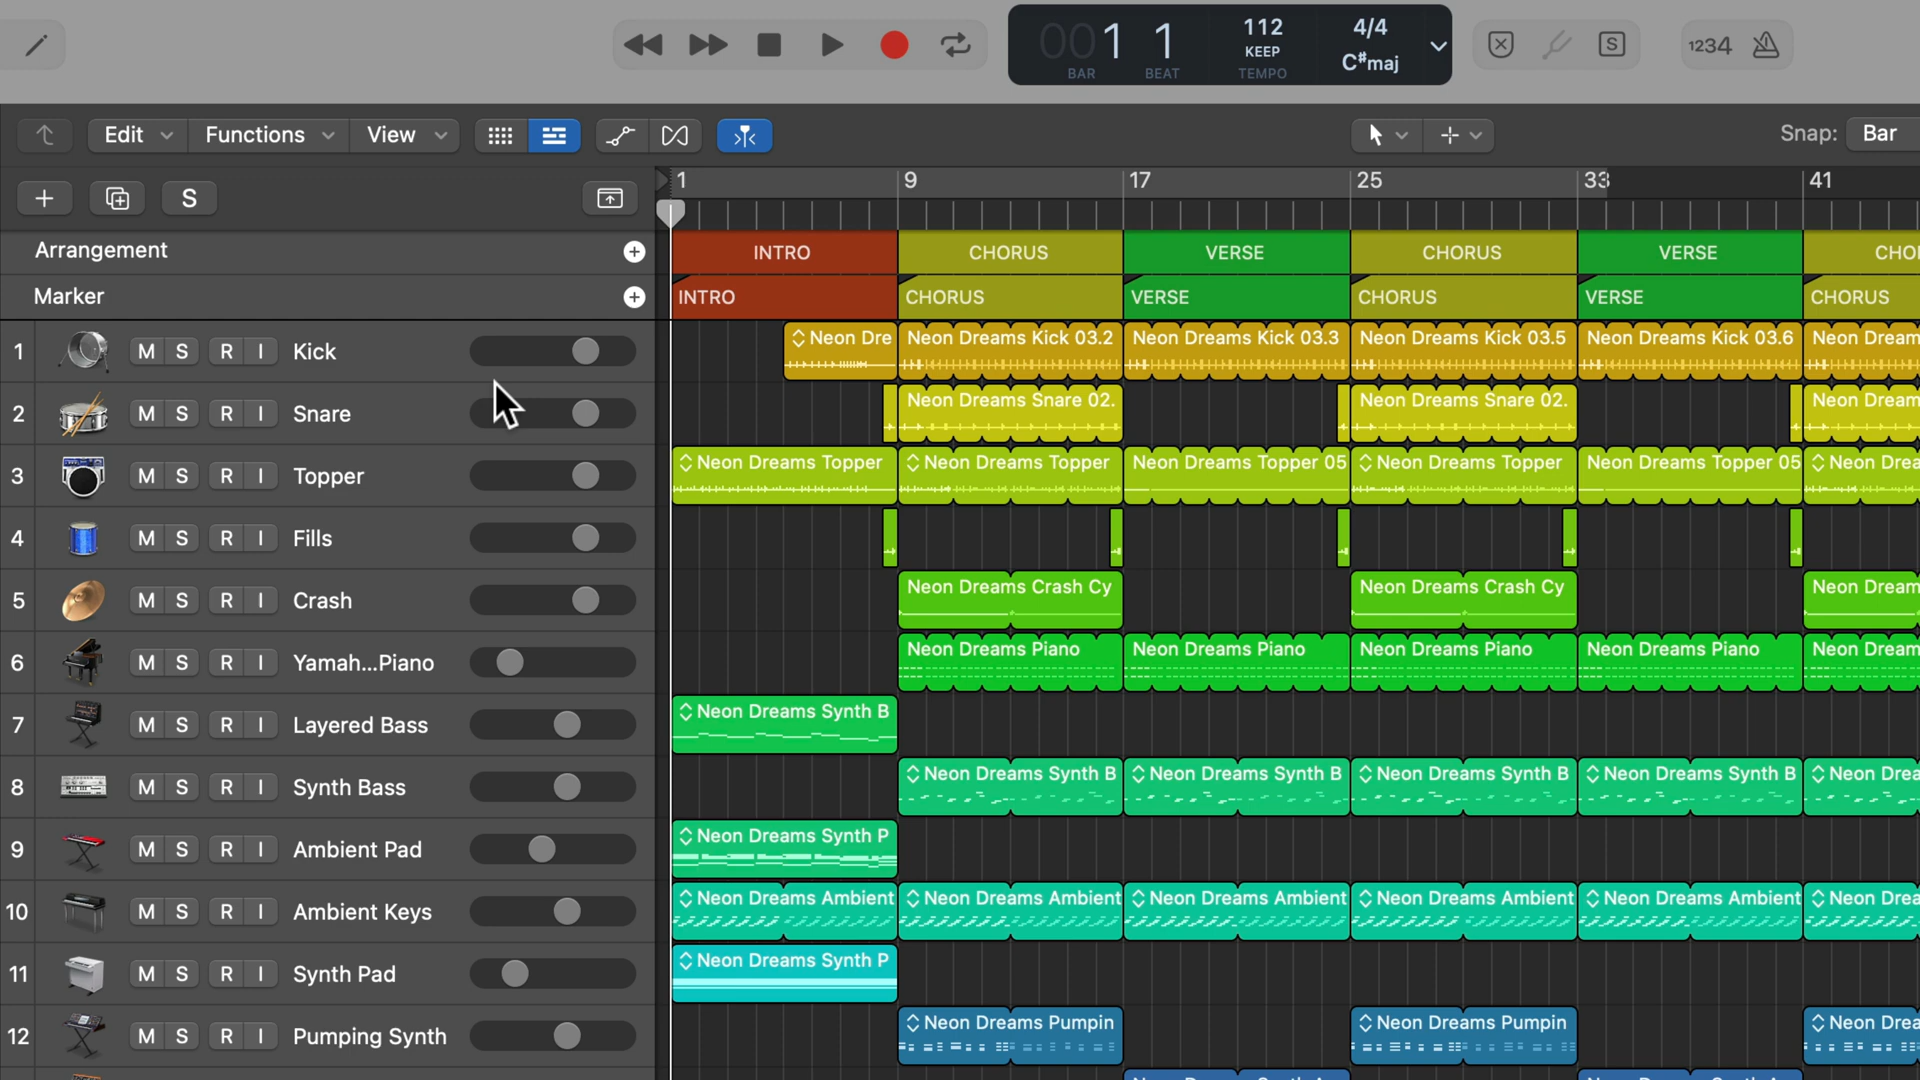 001 1 112 4/4
KEEP C#maj
BAR BEAT TEMPO
S
1234
Edit Functions View Snap: Bar
S
1 9 17 25 33 41
Arrangement INTRO CHORUS VERSE CHORUS VERSE CHO
Marker INTRO CHORUS VERSE CHORUS VERSE CHORUS
1 M S R I Kick Neon Dre Neon Dreams Kick 03.2 Neon Dreams Kick 03.3 Neon Dreams Kick 03.5 Neon Dreams Kick 03.6 Neon Dream
2 M S R I Snare Neon Dreams Snare 02. Neon Dreams Snare 02. Neon Dream
3 M S R I Topper Neon Dreams Topper Neon Dreams Topper Neon Dreams Topper 05 Neon Dreams Topper Neon Dreams Topper 05 Neon Drea
4 M S R I Fills
5 M S R I Crash Neon Dreams Crash Cy Neon Dreams Crash Cy Neon Dream
6 M S R I Yamah...Piano Neon Dreams Piano Neon Dreams Piano Neon Dreams Piano Neon Dreams Piano Neon Dream
7 M S R I Layered Bass Neon Dreams Synth B
8 M S R I Synth Bass Neon Dreams Synth B Neon Dreams Synth B Neon Dreams Synth B Neon Dreams Synth B Neon Drea
9 M S R I Ambient Pad Neon Dreams Synth P
10 M S R I Ambient Keys Neon Dreams Ambient Neon Dreams Ambient Neon Dreams Ambient Neon Dreams Ambient Neon Dreams Ambient Neon Drea
11 M S R I Synth Pad Neon Dreams Synth P
12 M S R I Pumping Synth Neon Dreams Pumpin Neon Dreams Pumpin Neon Drea